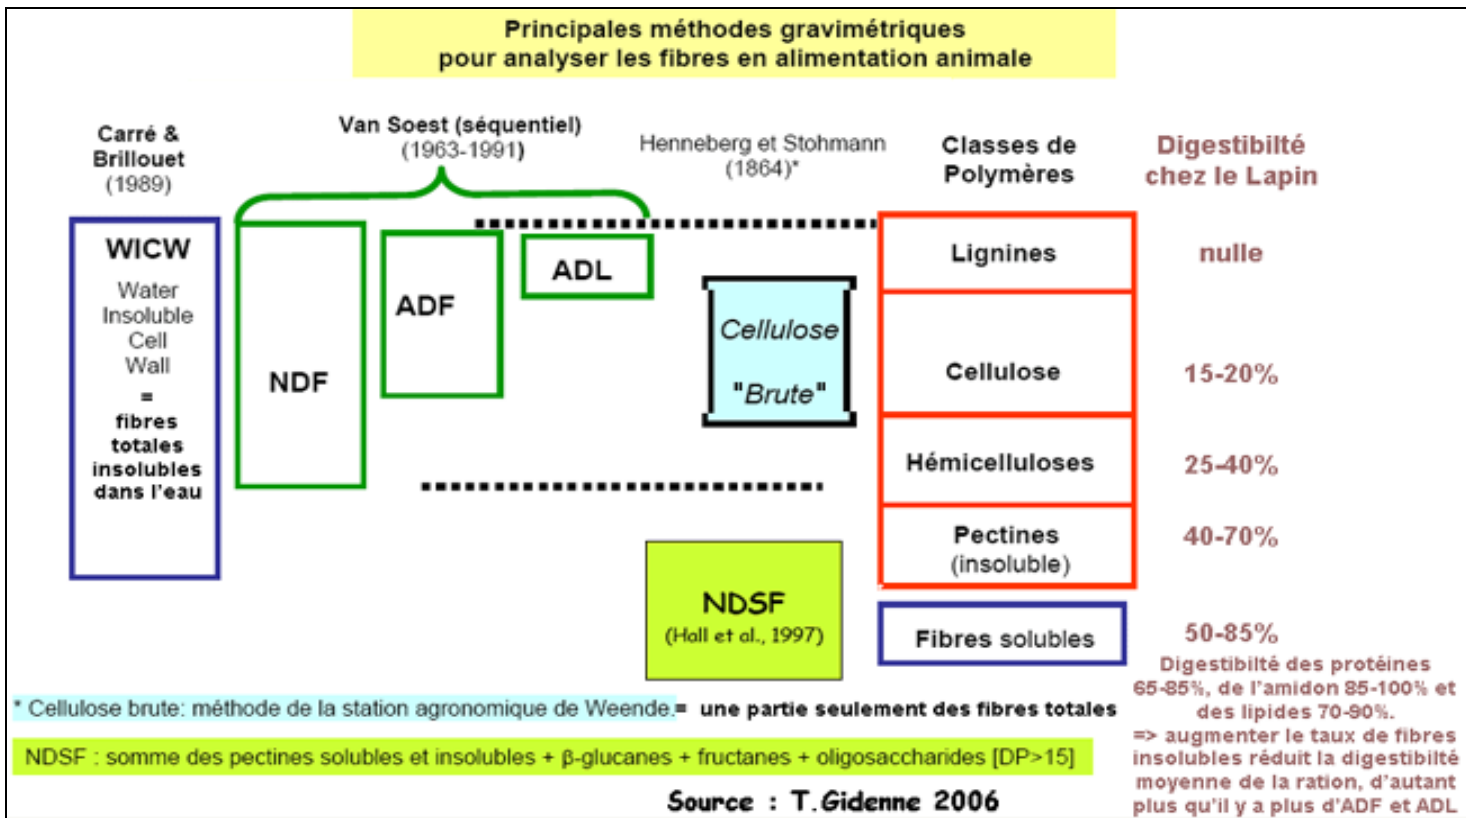 Principales méthodes gravimétriques
pour analyser les fibres en alimentation animale
Carré &
Brillouet
(1989)
Van Soest (séquentiel)
(1963-1991)
Henneberg et Stohmann
(1864)*
Classes de
Polymères
Digestibilté
chez le Lapin
WICW
Water
Insoluble
Cell
Wall
=
fibres
totales
insolubles
dans l'eau
NDF
ADF
ADL
Cellulose
"Brute"
Lignines
nulle
Cellulose
15-20%
Hémicelluloses
25-40%
Pectines
(insoluble)
40-70%
NDSF
(Hall et al., 1997)
Fibres solubles
50-85%
Digestibilté des protéines
65-85%, de l'amidon 85-100% et
des lipides 70-90%.
=> augmenter le taux de fibres
insolubles réduit la digestibilté
moyenne de la ration, d'autant
plus qu'il y a plus d'ADF et ADL
* Cellulose brute: méthode de la station agronomique de Weende.= une partie seulement des fibres totales
NDSF : somme des pectines solubles et insolubles + β-glucanes + fructanes + oligosaccharides [DP>15]
Source : T.Gidenne 2006